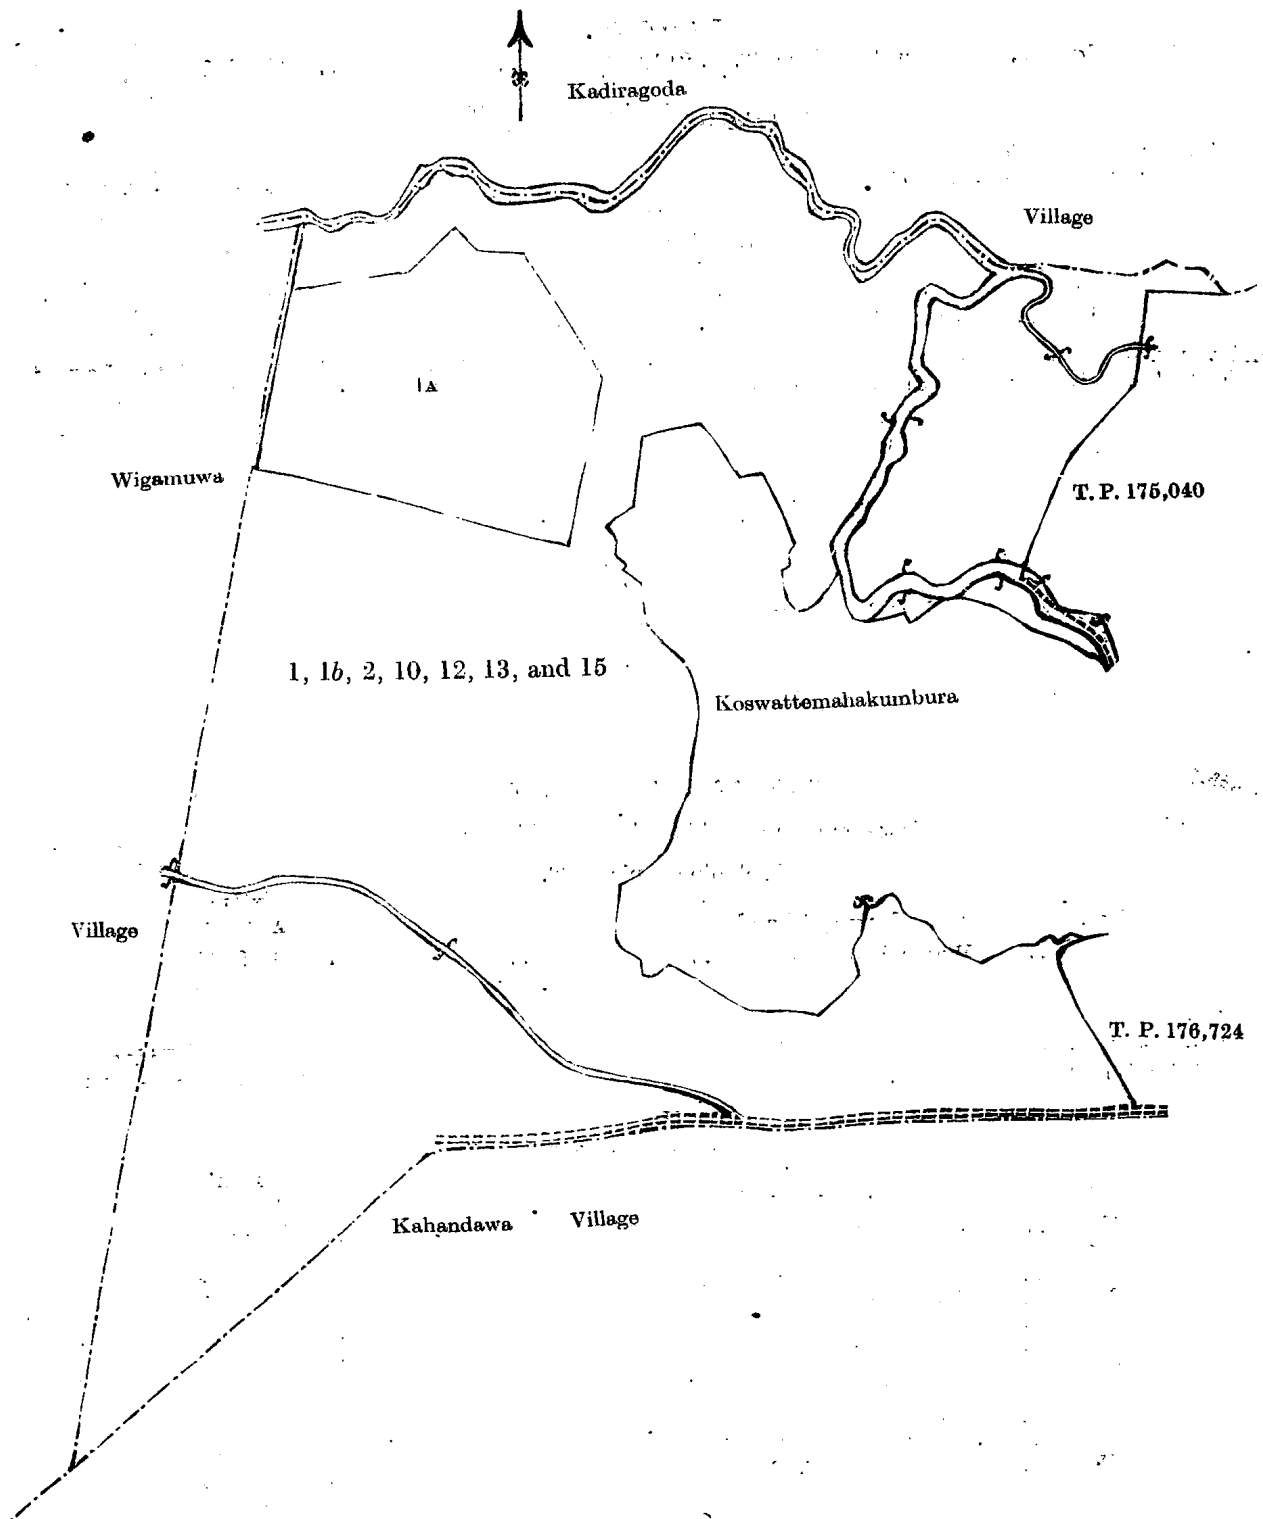 Kadiragoda
Village
1A
Wigamuwa
T. P. 175,040
1, 1b, 2, 10, 12, 13, and 15
Koswattemahakumbura
Village
T. P. 176,724
Kahandawa Village